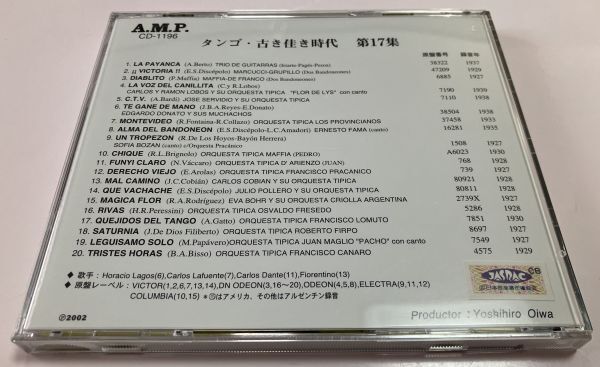 A.M.P.
CD-1196
タンゴ・古き佳き時代　第17集
原盤番号 録音年
1. LA PAYANCA (A.Berto) TRIO DE GUITARRAS (Iriarte-Pagés-Pesoa) 38322 1937
2. ¡¡ VICTORIA !! (E.S.Discépolo) MARCUCCI-GRUPILLO (Dos Bandoneones) 47209 1929
3. DIABLITO (P.Maffia) MAFFIA-DE FRANCO (Dos Bandoneones) 6885 1927
4. LA VOZ DEL CANILLITA (C.y R.Lobos)
CARLOS Y RAMON LOBOS Y SU ORQUESTA TIPICA "FLOR DE LYS" con canto 7190 1939
5. C.T.V. (A.Bardi) JOSE SERVIDIO Y SU ORQUESTA TIPICA 7110 1938
6. TE GANE DE MANO (J.B.A.Reyes-E.Donato)
EDGARDO DONATO Y SUS MUCHACHOS 38504 1938
7. MONTEVIDEO (R.Fontaina-R.Collazo) ORQUESTA TIPICA LOS PROVINCIANOS 37458 1933
8. ALMA DEL BANDONEON (E.S.Discépolo-L.C.Amadori) ERNESTO FAMA (canto) 16281 1935
9. UN TROPEZON (R.De Los Hoyos-Bayón Herrera)
SOFIA BOZAN (canto) c/Orquesta Pracánico 1508 1927
10. CHIQUE (R.L.Brignolo) ORQUESTA TIPICA MAFFIA (PEDRO) A6023 1930
11. FUNYI CLARO (N.Váccaro) ORQUESTA TIPICA D' ARIENZO (JUAN) 768 1928
12. DERECHO VIEJO (E.Arolas) ORQUESTA TIPICA FRANCISCO PRACANICO 739 1927
13. MAL CAMINO (J.C.Cobián) CARLOS COBIAN Y SU ORQUESTA TIPICA 80921 1928
14. QUE VACHACHE (E.S.Discépolo) JULIO POLLERO Y SU ORQUESTA TIPICA 80811 1928
15. MAGICA FLOR (R.A.Rodríguez) EVA BOHR Y SU ORQUESTA CRIOLLA ARGENTINA 2739X 1927
16. RIVAS (H.R.Peressini) ORQUESTA TIPICA OSVALDO FRESEDO 5286 1928
17. QUEJIDOS DEL TANGO (A.Gatto) ORQUESTA TIPICA FRANCISCO LOMUTO 7851 1930
18. SATURNIA (J.De Dios Filiberto) ORQUESTA TIPICA ROBERTO FIRPO 8697 1927
19. LEGUISAMO SOLO (M.Papávero) ORQUESTA TIPICA JUAN MAGLIO "PACHO" con canto 7549 1927
20. TRISTES HORAS (B.A.Bisso) ORQUESTA TIPICA FRANCISCO CANARO 4575 1929
◆歌手：Horacio Lagos(6),Carlos Lafuente(7),Carlos Dante(11),Fiorentino(13)
◆原盤レーベル：VICTOR(1,2,6,7,13,14),DN ODEON(3,16〜20),ODEON(4,5,8),ELECTRA(9,11,12)
COLUMBIA(10,15) ＊⑮はアメリカ、その他はアルゼンチン録音
CB
JASRAC
Ⓟ2002
Productor : Yoshihiro Oiwa